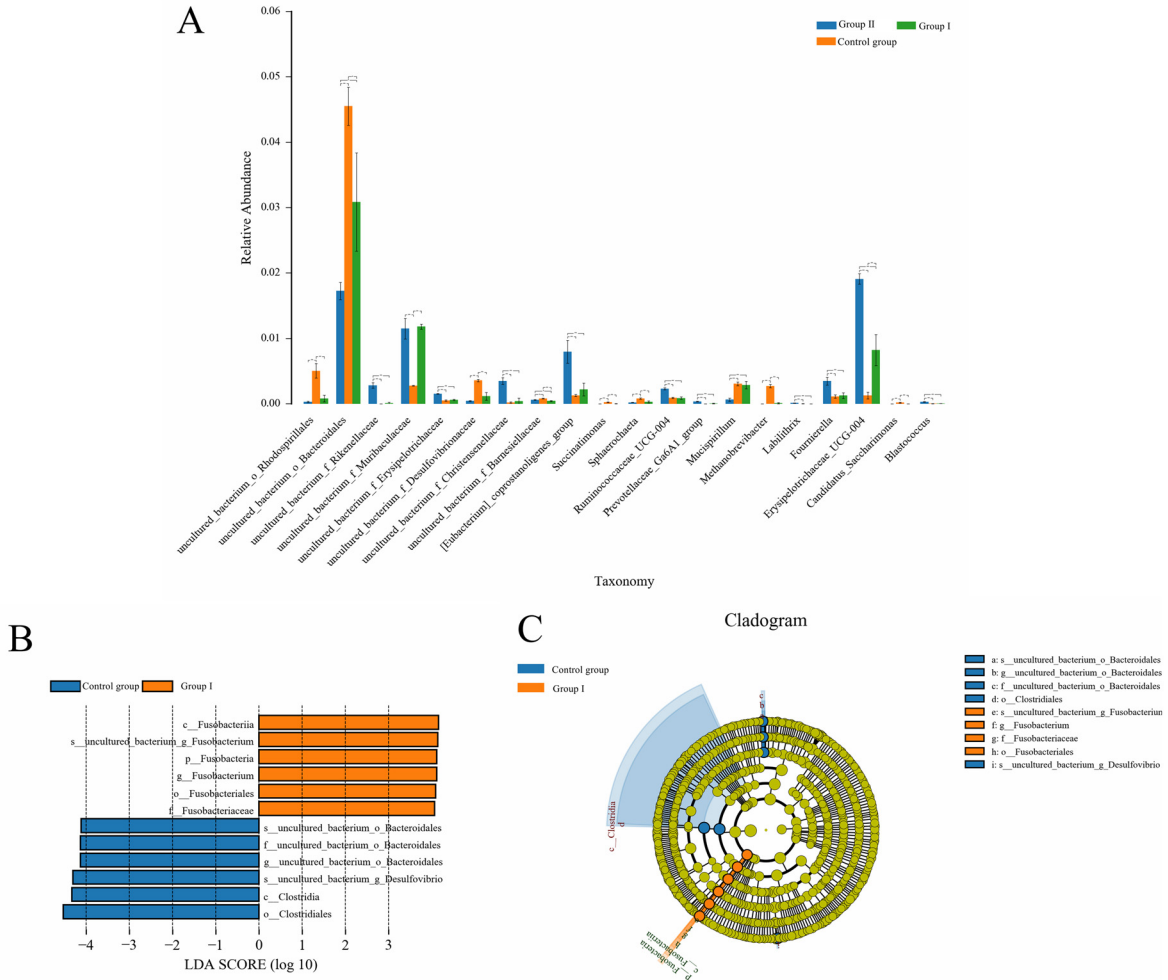 A
Group II
Group I
Control group
Relative Abundance
0.06
0.05
0.04
0.03
0.02
0.01
0.00
uncultured_bacterium_o_Rhodospirillales
uncultured_bacterium_o_Bacteroidales
uncultured_bacterium_f_Rikenellaceae
uncultured_bacterium_f_Muribaculaceae
uncultured_bacterium_f_Erysipelotrichaceae
uncultured_bacterium_f_Desulfovibrionaceae
uncultured_bacterium_f_Christensenellaceae
uncultured_bacterium_f_Barnesiellaceae
[Eubacterium]_coprostanoligenes_group
Succinatimonas
Sphaerochaeta
Ruminococcaceae_UCG-004
Prevotellaceae_Ga6A1_group
Mucispirillum
Methanobrevibacter
Labilithrix
Fournierella
Erysipelotrichaceae_UCG-004
Candidatus_Saccharimonas
Blastococcus
Taxonomy
B
Control group
Group I
c__Fusobacteriia
s__uncultured_bacterium_g_Fusobacterium
p__Fusobacteria
g__Fusobacterium
o__Fusobacteriales
f__Fusobacteriaceae
s__uncultured_bacterium_o_Bacteroidales
f__uncultured_bacterium_o_Bacteroidales
g__uncultured_bacterium_o_Bacteroidales
s__uncultured_bacterium_g_Desulfovibrio
c__Clostridia
o__Clostridiales
−4 −3 −2 −1 0 1 2 3
LDA SCORE (log 10)
C
Cladogram
Control group
Group I
c
b
d
c__Clostridia
h
c__Fusobacteriia
p__Fusobacteria
a: s__uncultured_bacterium_o_Bacteroidales
b: g__uncultured_bacterium_o_Bacteroidales
c: f__uncultured_bacterium_o_Bacteroidales
d: o__Clostridiales
e: s__uncultured_bacterium_g_Fusobacterium
f: g__Fusobacterium
g: f__Fusobacteriaceae
h: o__Fusobacteriales
i: s__uncultured_bacterium_g_Desulfovibrio